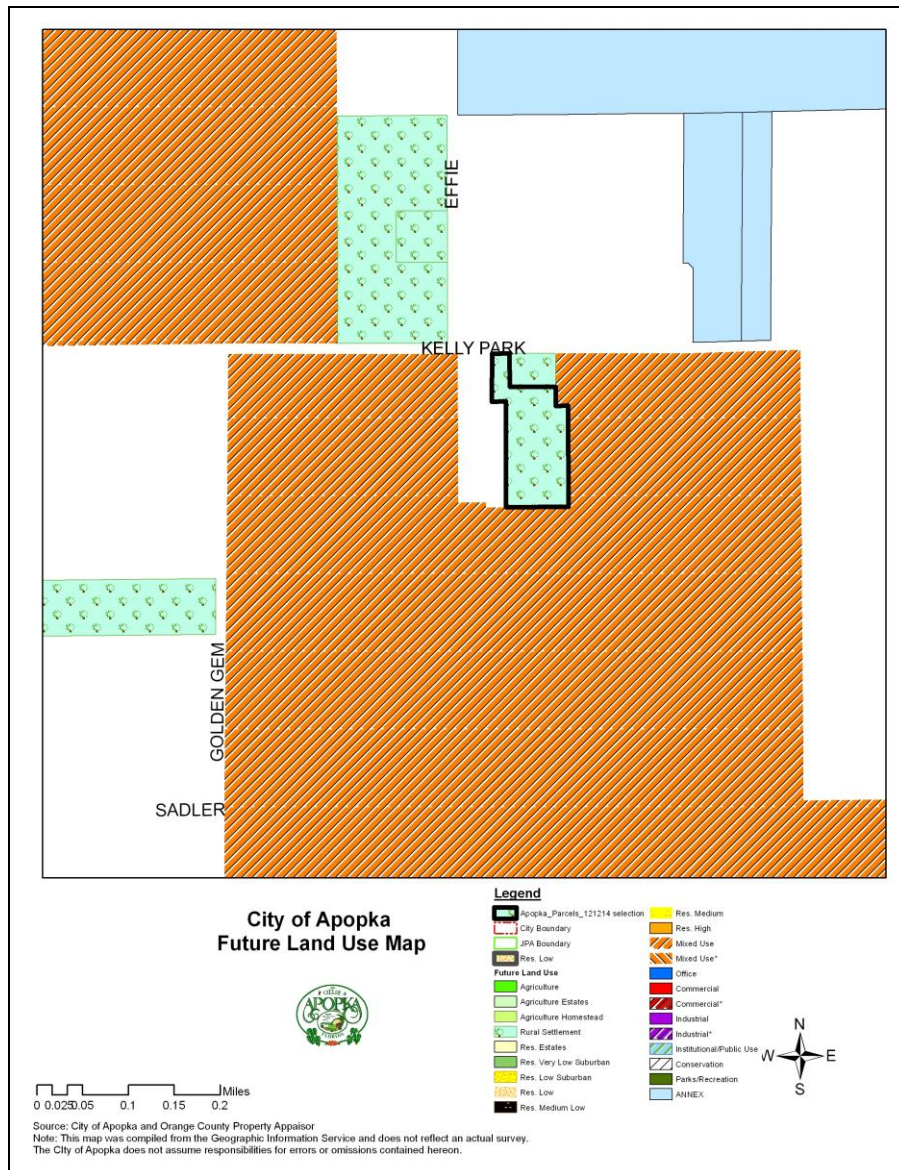 EFFIE
KELLY PARK
GOLDEN GEM
SADLER
City of Apopka
Future Land Use Map
APOPKA
Legend
Apopka_Parcels_121214 selection
City Boundary
JPA Boundary
Res. Low
Future Land Use
Agriculture
Agriculture Estates
Agriculture Homestead
Rural Settlement
Res. Estates
Res. Very Low Suburban
Res. Low Suburban
Res. Low
Res. Medium Low
Res. Medium
Res. High
Mixed Use
Mixed Use*
Office
Commercial
Commercial*
Industrial
Industrial*
Institutional/Public Use
Conservation
Parks/Recreation
ANNEX
N
W E
S
Miles
0 0.025 0.05 0.1 0.15 0.2
Source: City of Apopka and Orange County Property Appaisor
Note: This map was compiled from the Geographic Information Service and does not reflect an actual survey.
The City of Apopka does not assume responsibilities for errors or omissions contained hereon.